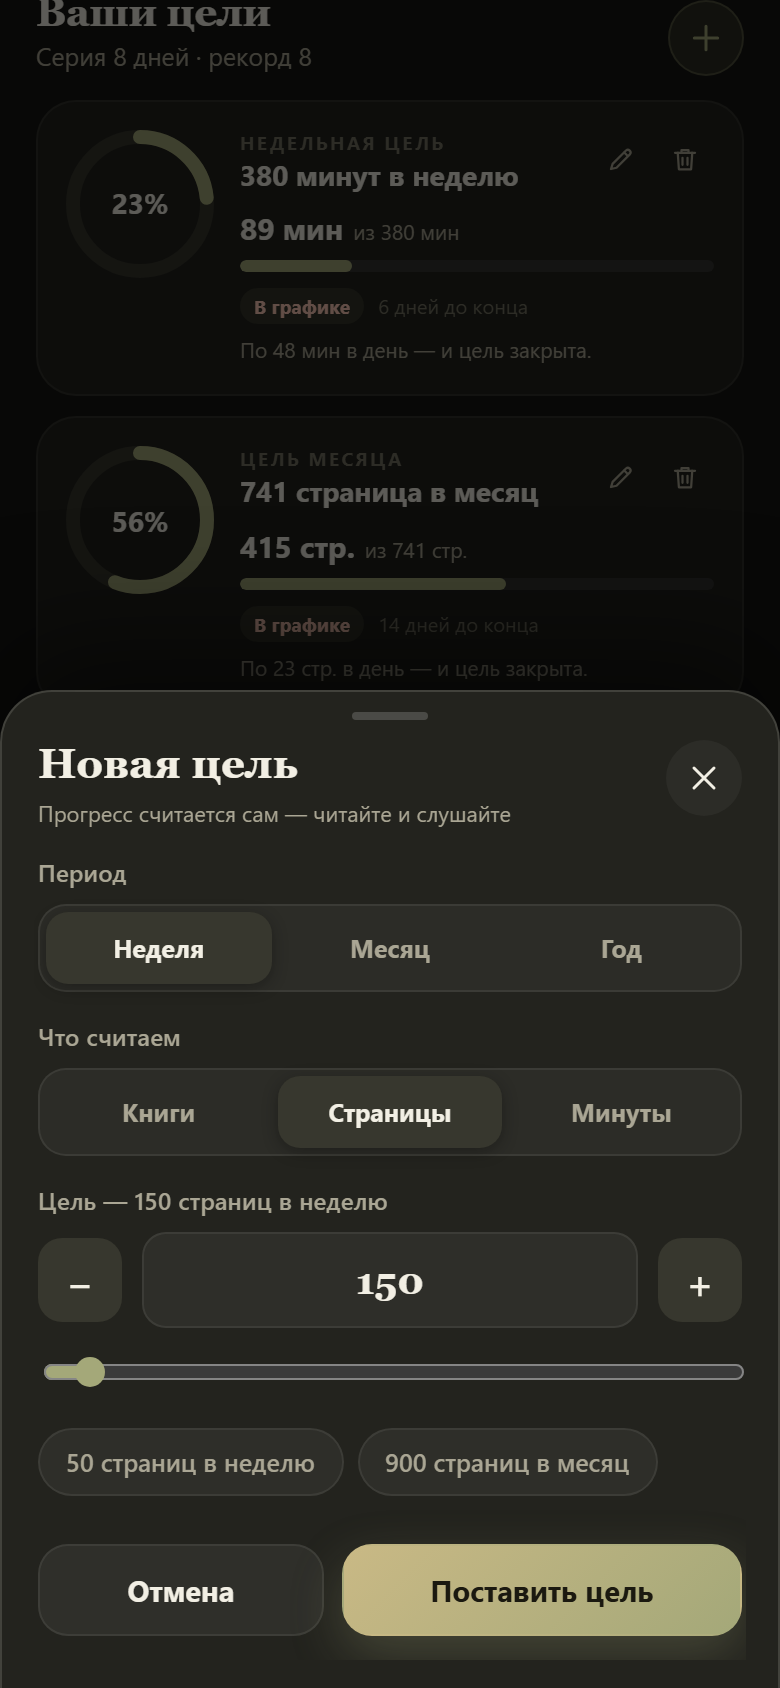 Ваши цели
Серия 8 дней · рекорд 8
23%
НЕДЕЛЬНАЯ ЦЕЛЬ
380 минут в неделю
89 мин из 380 мин
В графике 6 дней до конца
По 48 мин в день — и цель закрыта.
56%
ЦЕЛЬ МЕСЯЦА
741 страница в месяц
415 стр. из 741 стр.
В графике 14 дней до конца
По 23 стр. в день — и цель закрыта.
Новая цель
Прогресс считается сам — читайте и слушайте
Период
Неделя Месяц Год
Что считаем
Книги Страницы Минуты
Цель — 150 страниц в неделю
− 150 +
50 страниц в неделю 900 страниц в месяц
Отмена Поставить цель